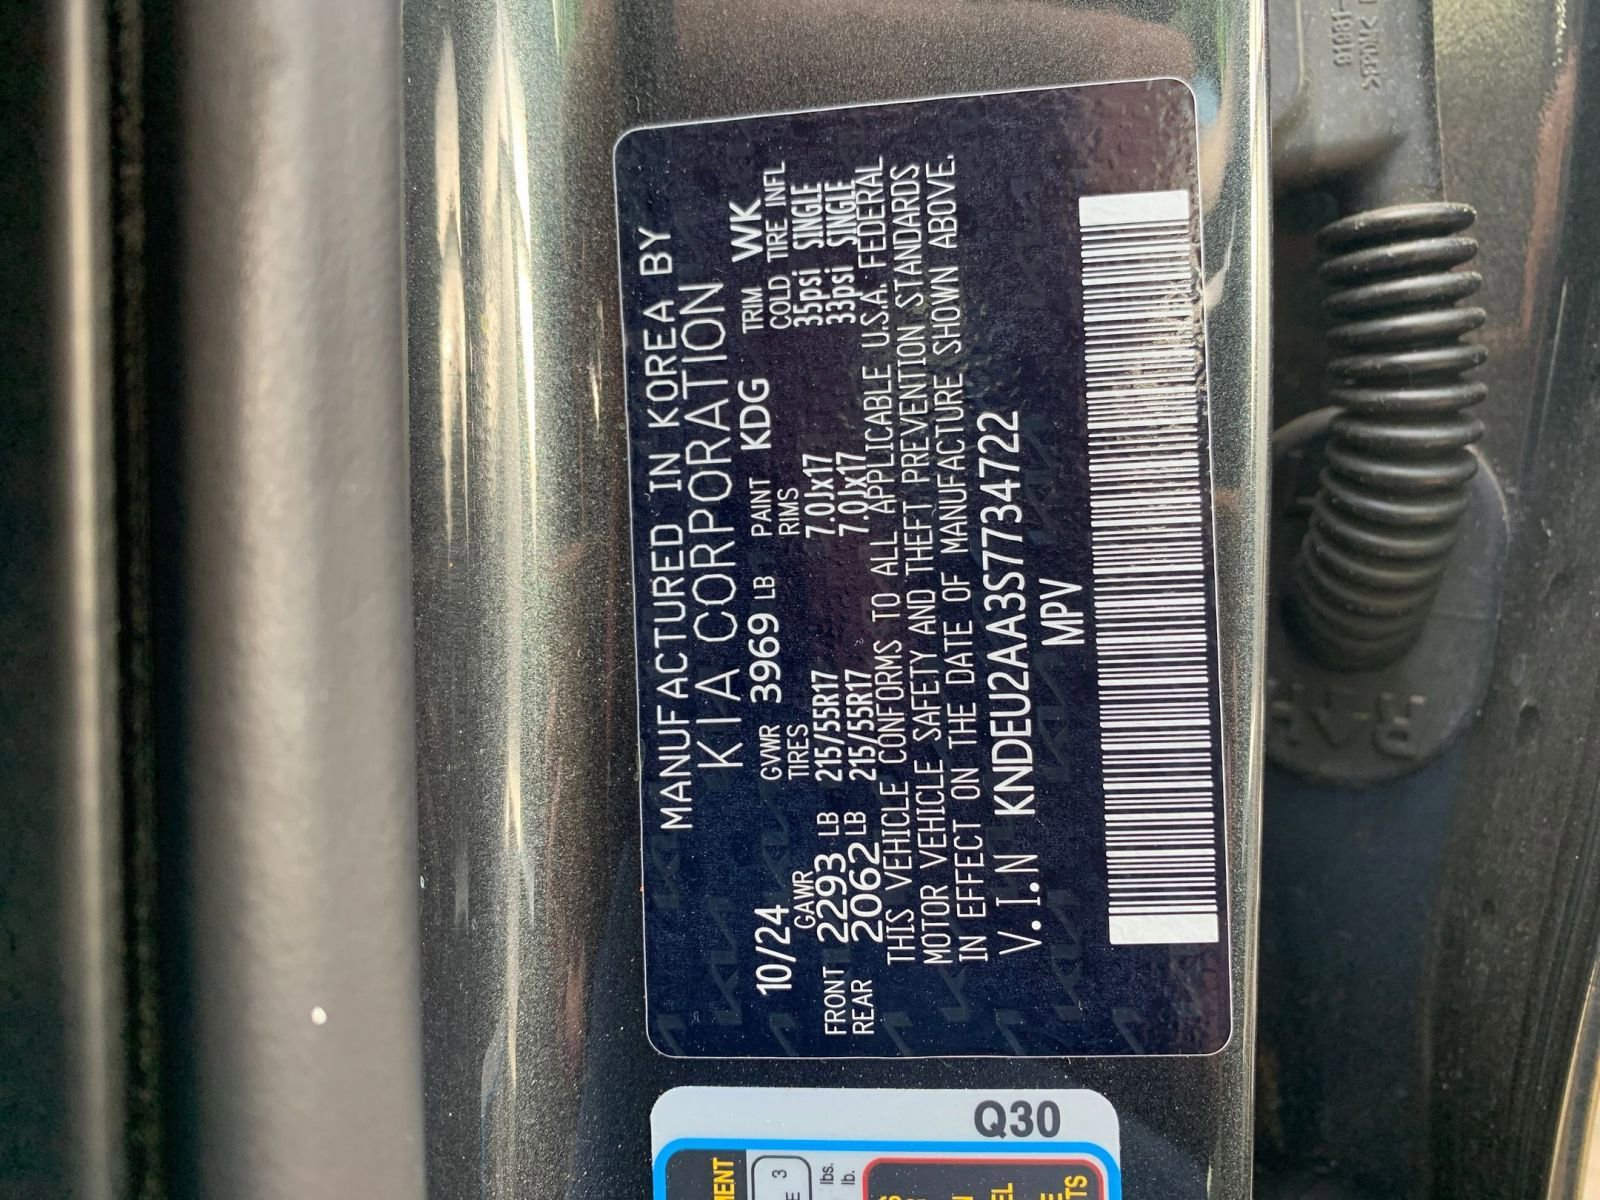 MANUFACTURED IN KOREA BY
KIA CORPORATION
10/24 GVWR 3969 LB PAINT KDG TRIM WK
GAWR TIRES RIMS COLD TIRE INFL
FRONT 2293 LB 215/55R17 7.0Jx17 35psi SINGLE
REAR 2062 LB 215/55R17 7.0Jx17 33psi SINGLE
THIS VEHICLE CONFORMS TO ALL APPLICABLE U.S.A. FEDERAL
MOTOR VEHICLE SAFETY AND THEFT PREVENTION STANDARDS
IN EFFECT ON THE DATE OF MANUFACTURE SHOWN ABOVE.
V.I.N KNDEU2AA3S7734722
MPV
Q30
3
lbs.
lb.